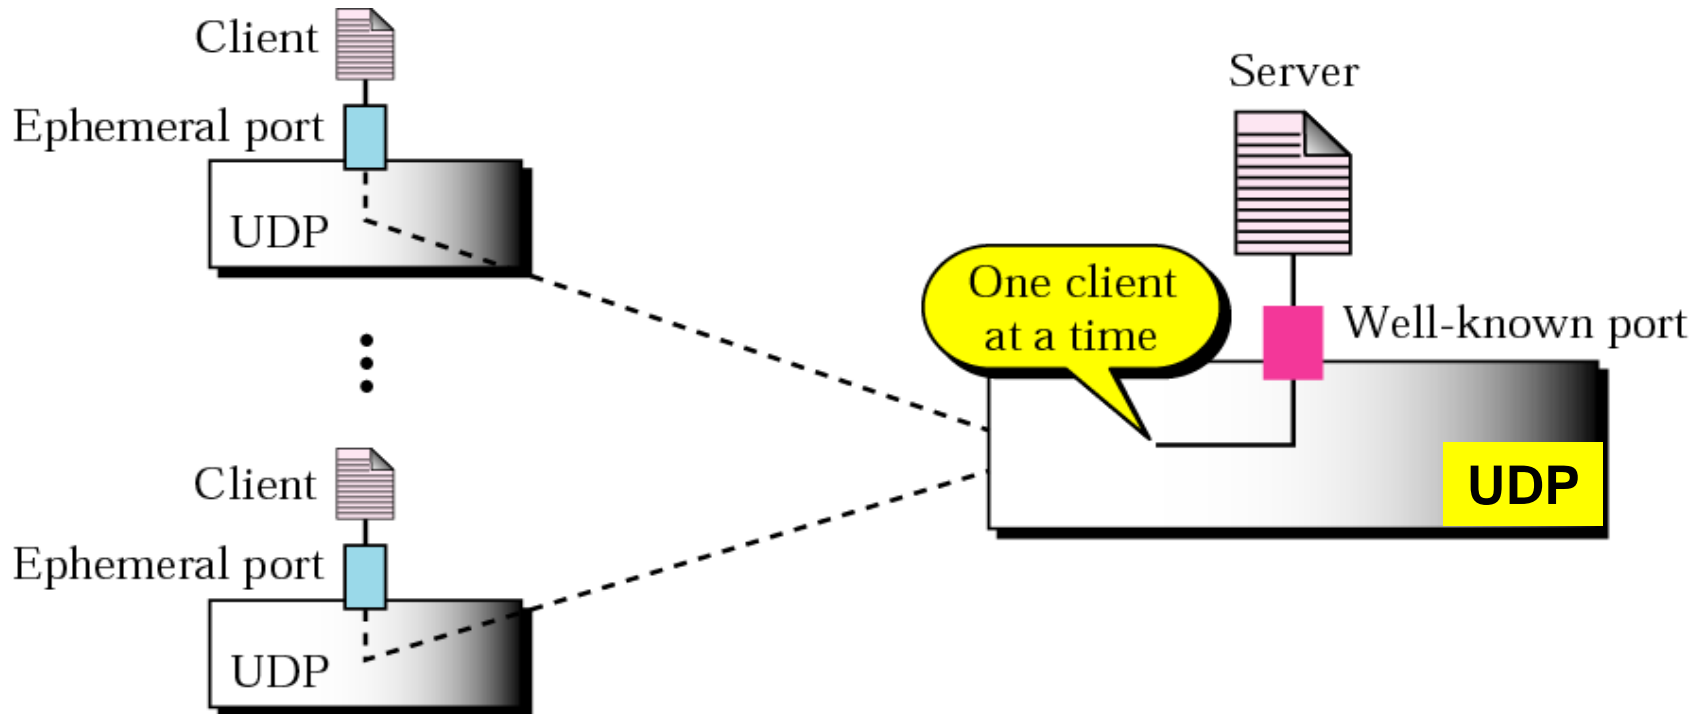 Client
Ephemeral port
UDP
Client
Ephemeral port
UDP
Server
One client
at a time
Well-known port
UDP